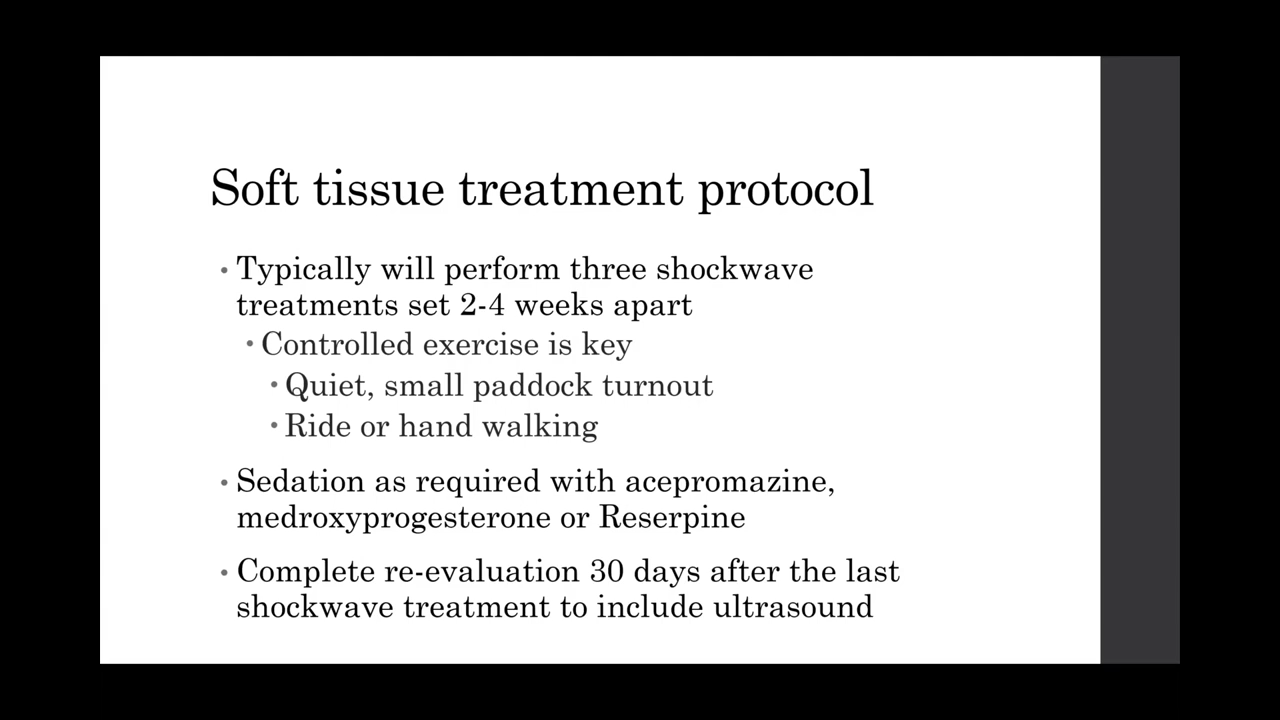 Soft tissue treatment protocol
• Typically will perform three shockwave
treatments set 2-4 weeks apart
• Controlled exercise is key
• Quiet, small paddock turnout
• Ride or hand walking
• Sedation as required with acepromazine,
medroxyprogesterone or Reserpine
• Complete re-evaluation 30 days after the last
shockwave treatment to include ultrasound